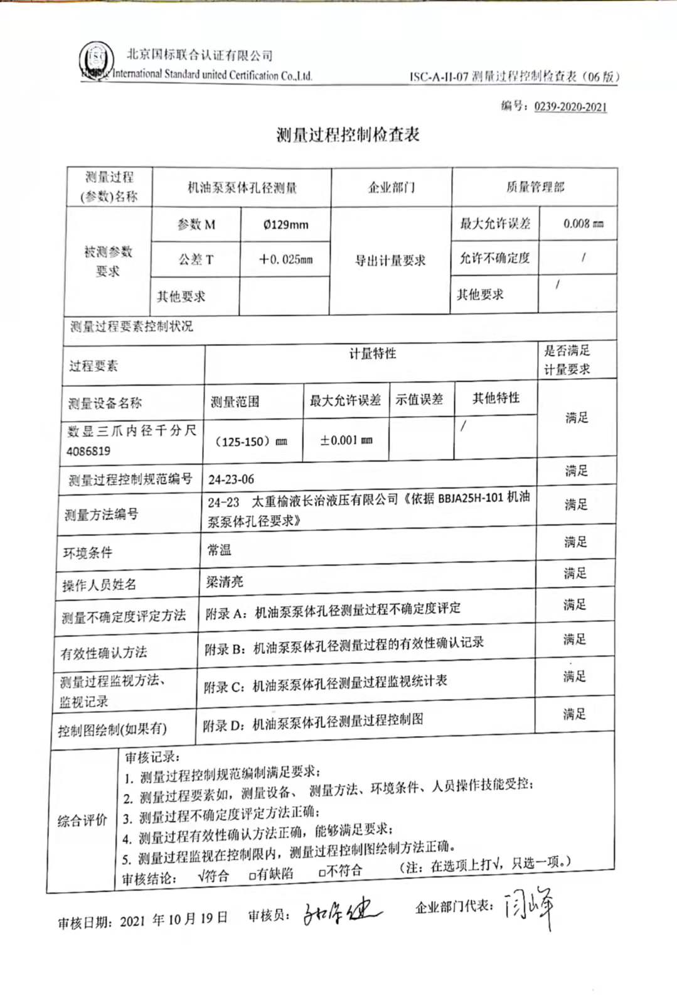 ISC
北京国标联合认证有限公司
International Standard united Certification Co.,Ltd.
ISC-A-II-07 测量过程控制检查表（06 版）
编号：0239-2020-2021
测量过程控制检查表
测量过程
(参数)名称
机油泵泵体孔径测量
企业部门
质量管理部
被测参数
要求
参数 M
Ø129mm
导出计量要求
最大允许误差
0.008 mm
公差 T
＋0.025mm
允许不确定度
/
其他要求
其他要求
/
测量过程要素控制状况
过程要素
计量特性
是否满足
计量要求
测量设备名称
测量范围
最大允许误差
示值误差
其他特性
满足
数显三爪内径千分尺
4086819
（125-150）mm
±0.001 mm
/
测量过程控制规范编号
24-23-06
满足
测量方法编号
24-23 太重榆液长治液压有限公司《依据 BBJA25H-101 机油
泵泵体孔径要求》
满足
环境条件
常温
满足
操作人员姓名
梁清亮
满足
测量不确定度评定方法
附录 A：机油泵泵体孔径测量过程不确定度评定
满足
有效性确认方法
附录 B：机油泵泵体孔径测量过程的有效性确认记录
满足
测量过程监视方法、
监视记录
附录 C：机油泵泵体孔径测量过程监视统计表
满足
控制图绘制(如果有)
附录 D：机油泵泵体孔径测量过程控制图
满足
综合评价
审核记录：
1. 测量过程控制规范编制满足要求；
2. 测量过程要素如，测量设备、 测量方法、环境条件、人员操作技能受控；
3. 测量过程不确定度评定方法正确；
4. 测量过程有效性确认方法正确，能够满足要求；
5. 测量过程监视在控制限内，测量过程控制图绘制方法正确。
审核结论： √符合 □有缺陷 □不符合 （注：在选项上打√，只选一项。）
审核日期：2021 年 10 月 19 日 审核员： 企业部门代表：闫峰